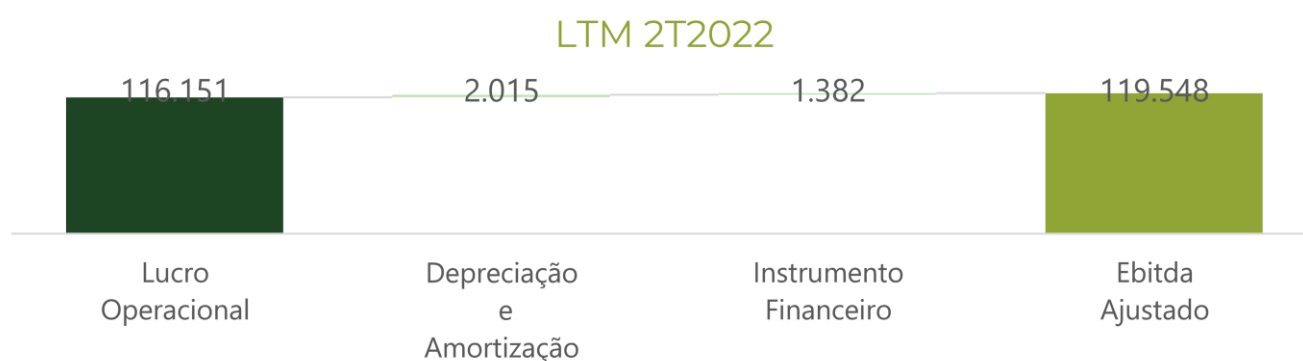 LTM 2T2022
116.151
2.015
1.382
119.548
Lucro
Operacional
Depreciação
e
Amortização
Instrumento
Financeiro
Ebitda
Ajustado